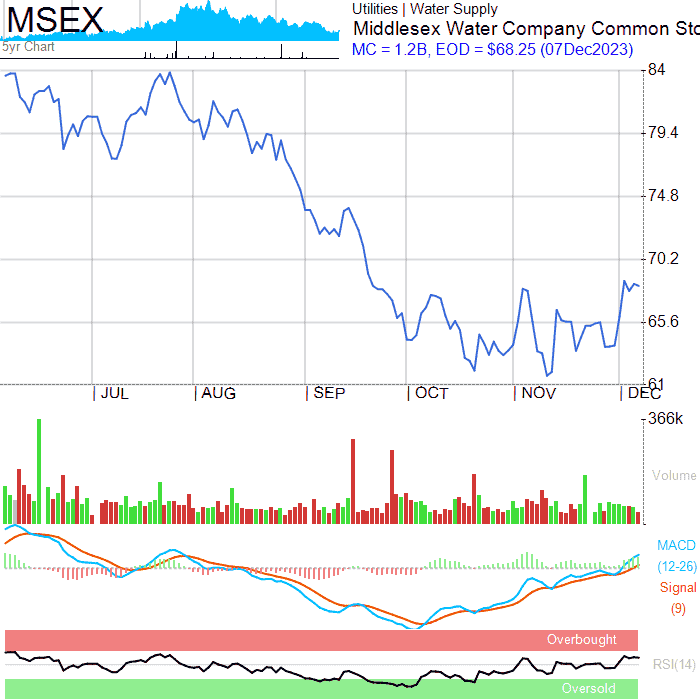 MSEX
5yr Chart
Utilities | Water Supply
Middlesex Water Company Common Sto
MC = 1.2B, EOD = $68.25 (07Dec2023)
84
79.4
74.8
70.2
65.6
61
JUL AUG SEP OCT NOV DEC
366k
Volume
MACD
(12-26)
Signal
(9)
Overbought
RSI(14)
Oversold